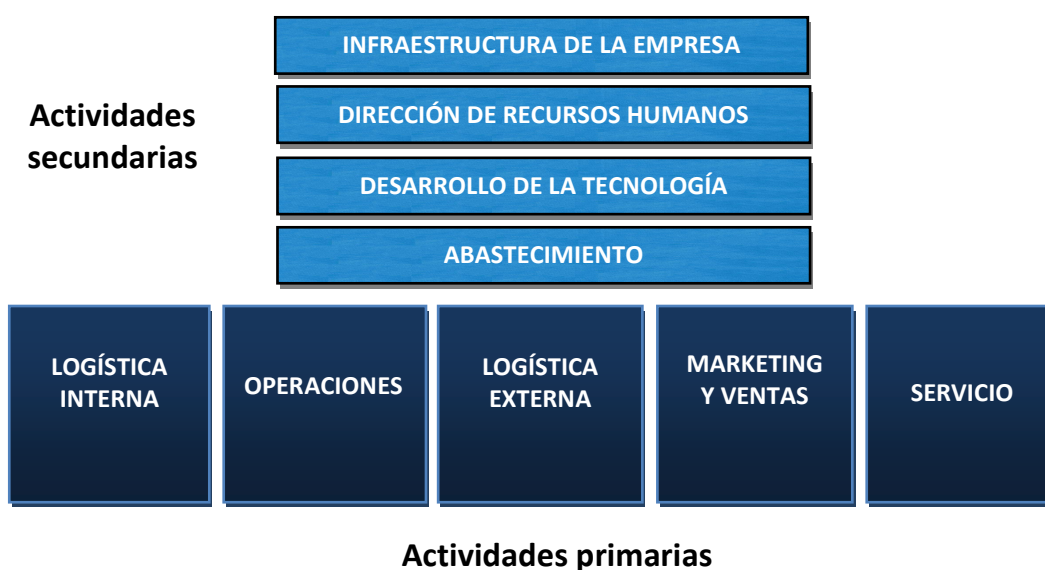 INFRAESTRUCTURA DE LA EMPRESA
Actividades
secundarias
DIRECCIÓN DE RECURSOS HUMANOS
DESARROLLO DE LA TECNOLOGÍA
ABASTECIMIENTO
LOGÍSTICA
INTERNA
OPERACIONES
LOGÍSTICA
EXTERNA
MARKETING
Y VENTAS
SERVICIO
Actividades primarias